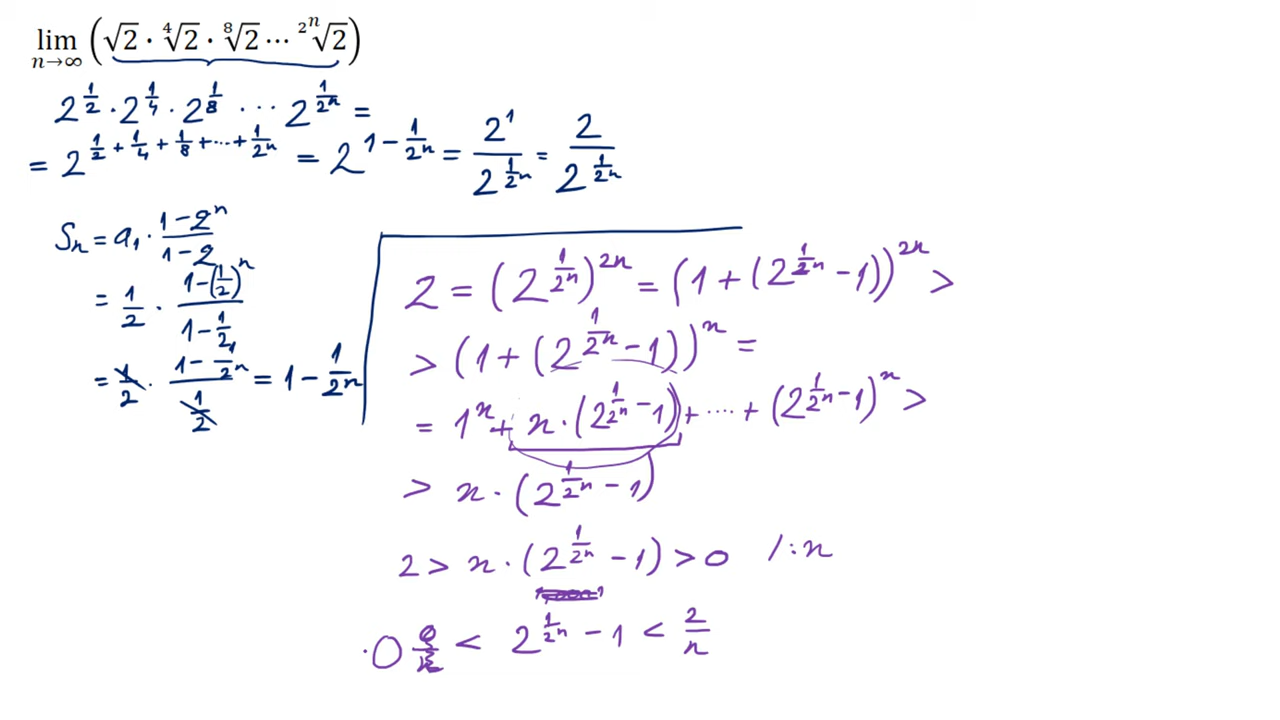 lim n→∞ (√2 · ⁴√2 · ⁸√2 ⋯ ^(2^n)√2)
2^(1/2) · 2^(1/4) · 2^(1/8) · ... 2^(1/2^n) =
= 2^(1/2 + 1/4 + 1/8 + ... + 1/2^n) = 2^(1 - 1/2^n) = 2^1 / 2^(1/2^n) = 2 / 2^(1/2^n)
S_n = a_1 · (1-2^n)/(1-2)
= 1/2 · (1-(1/2)^n)/(1-1/2)
= 1/2 · (1 - 1/2^n)/(1/2) = 1 - 1/2^n
2 = (2^(1/2^n))^(2n) = (1 + (2^(1/2^n) - 1))^(2n) >
> (1 + (2^(1/2^n) - 1))^n =
= 1^n + n · (2^(1/2^n) - 1) + .... + (2^(1/2^n) - 1)^n >
> n · (2^(1/2^n) - 1)
2 > n · (2^(1/2^n) - 1) > 0 /:n
0 < 2^(1/2^n) - 1 < 2/n